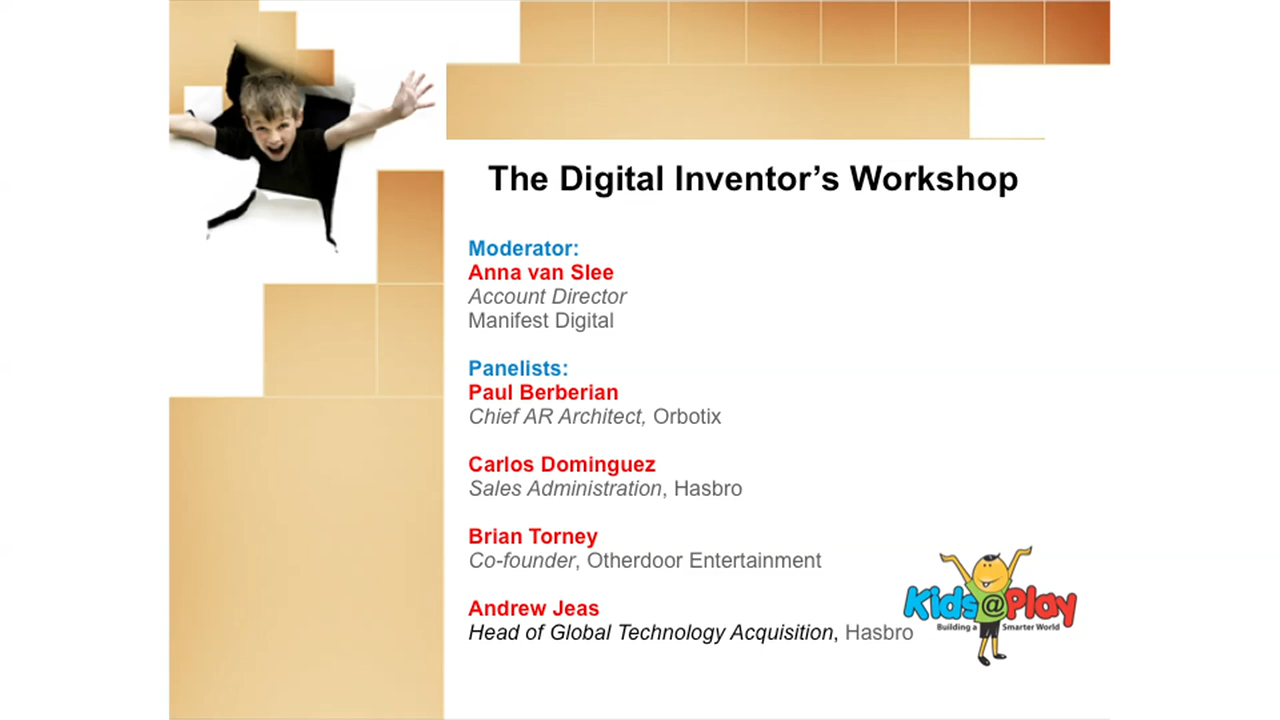 The Digital Inventor’s Workshop
Moderator:
Anna van Slee
Account Director
Manifest Digital
Panelists:
Paul Berberian
Chief AR Architect, Orbotix
Carlos Dominguez
Sales Administration, Hasbro
Brian Torney
Co-founder, Otherdoor Entertainment
Andrew Jeas
Head of Global Technology Acquisition, Hasbro
Kids@Play
Building a Smarter World